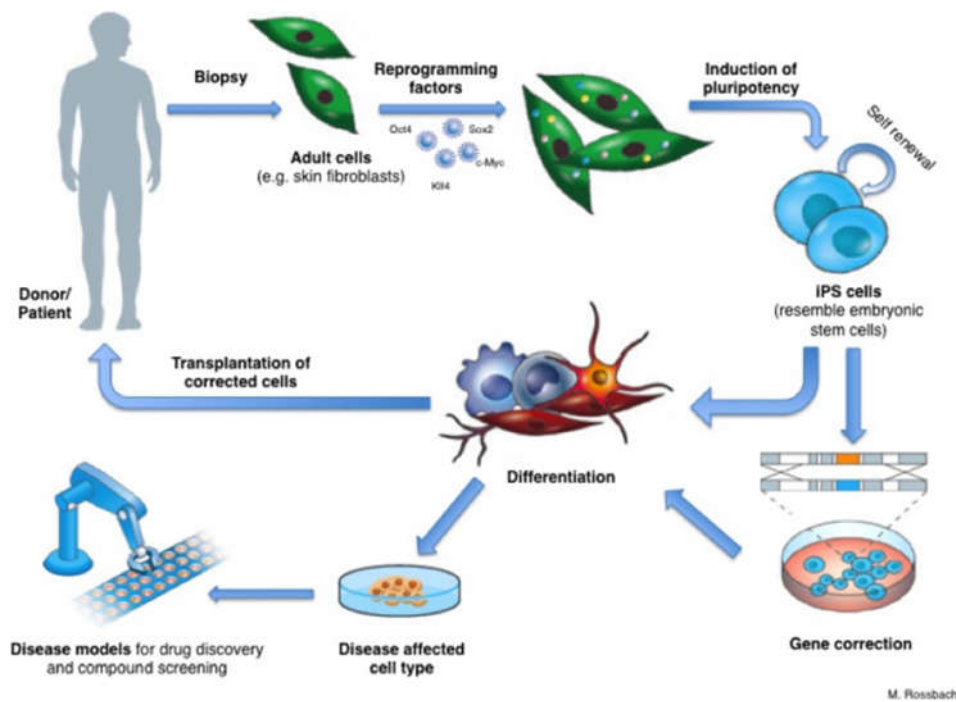 Biopsy
Reprogramming
factors
Induction of
pluripotency
Oct4
Sox2
c-Myc
Klf4
Adult cells
(e.g. skin fibroblasts)
Self renewal
Donor/
Patient
iPS cells
(resemble embryonic
stem cells)
Transplantation of
corrected cells
Differentiation
Disease models for drug discovery
and compound screening
Disease affected
cell type
Gene correction
M. Rossbach